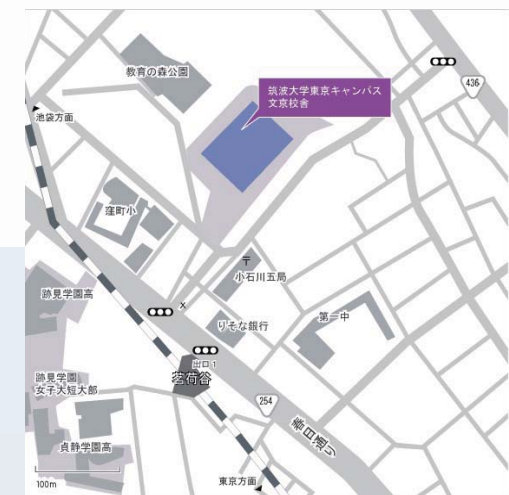 教育の森公園
筑波大学東京キャンパス
文京校舎
436
池袋方面
窪町小
〒
小石川五局
跡見学園高
X
りそな銀行
第一中
出口1
茗荷谷
跡見学園
女子大短大部
254
春日通り
貞静学園高
100m
東京方面